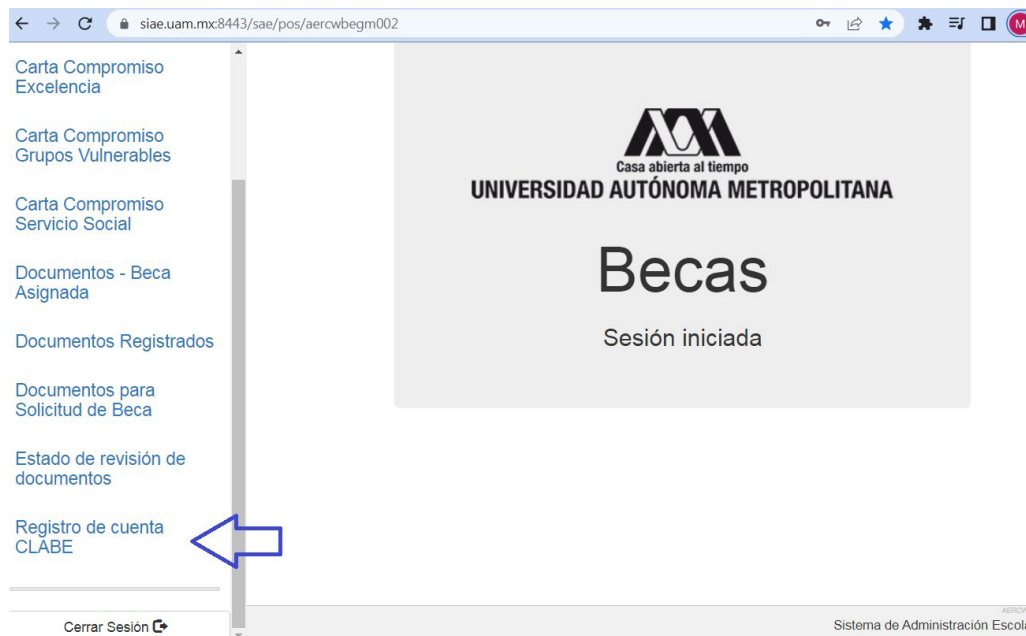 siae.uam.mx:8443/sae/pos/aercwbegm002
M
Carta Compromiso
Excelencia
Carta Compromiso
Grupos Vulnerables
Carta Compromiso
Servicio Social
Documentos - Beca
Asignada
Documentos Registrados
Documentos para
Solicitud de Beca
Estado de revisión de
documentos
Registro de cuenta
CLABE
Cerrar Sesión
Casa abierta al tiempo
UNIVERSIDAD AUTÓNOMA METROPOLITANA
Becas
Sesión iniciada
AERCW
Sistema de Administración Escola